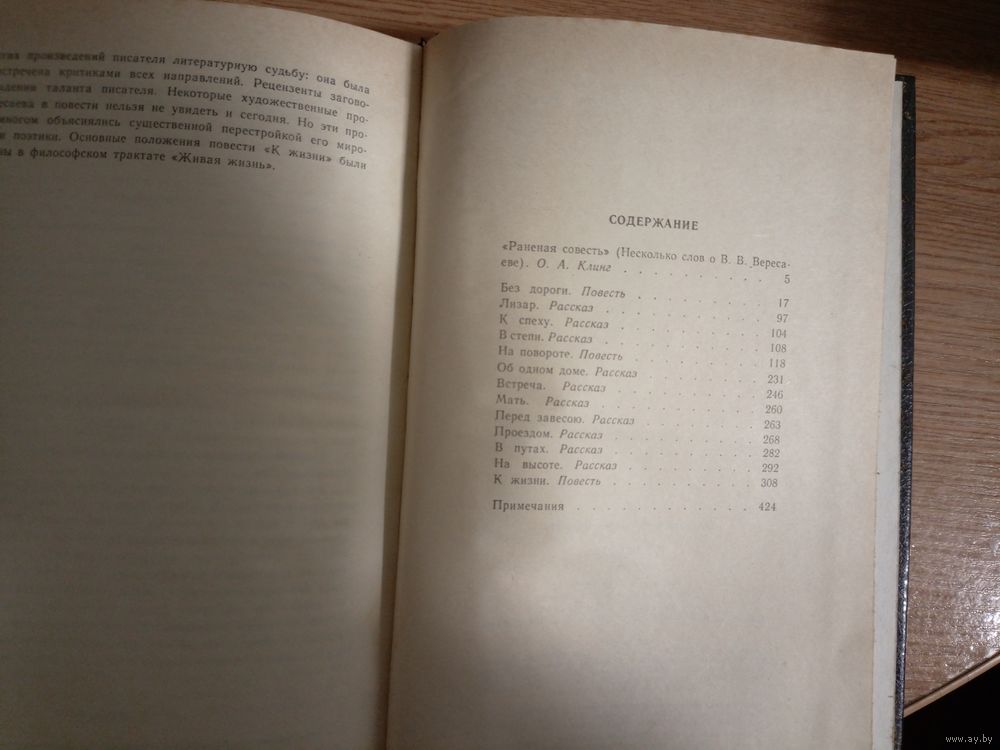 произведений писателя литературную судьбу: она была
встречена критиками всех направлений. Рецензенты загово-
таланта писателя. Некоторые художественные про-
в повести нельзя не увидеть и сегодня. Но эти про-
объяснялись существенной перестройкой его миро-
и поэтики. Основные положения повести «К жизни» были
в философском трактате «Живая жизнь».
СОДЕРЖАНИЕ
«Раненая совесть» (Несколько слов о В. В. Вереса-
еве). О. А. Клинг . . . . . . . . 5
Без дороги. Повесть . . . . . . . 17
Лизар. Рассказ . . . . . . . . 97
К спеху. Рассказ . . . . . . . . 104
В степи. Рассказ . . . . . . . . 108
На повороте. Повесть . . . . . . . 118
Об одном доме. Рассказ . . . . . . . 231
Встреча. Рассказ . . . . . . . . 246
Мать. Рассказ . . . . . . . . 260
Перед завесою. Рассказ . . . . . . . 263
Проездом. Рассказ . . . . . . . . 268
В путах. Рассказ . . . . . . . . 282
На высоте. Рассказ . . . . . . . 292
К жизни. Повесть . . . . . . . . 308
Примечания . . . . . . . . . 424
www.ay.by